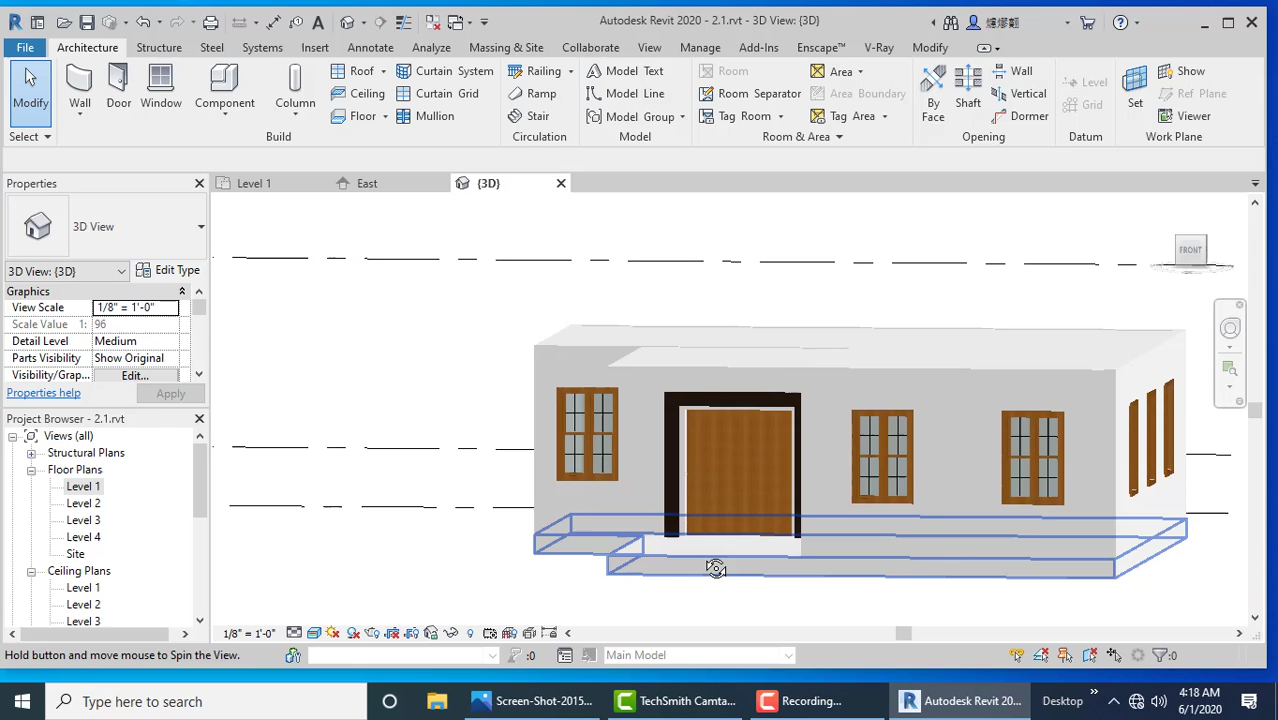 Autodesk Revit 2020 - 2.1.rvt - 3D View: {3D}
File Architecture Structure Steel Systems Insert Annotate Analyze Massing & Site Collaborate View Manage Add-Ins Enscape™ V-Ray Modify
Modify Wall Door Window Component Column
Roof Curtain System Railing Model Text Room Area By Face Shaft Wall Level Set Show
Ceiling Curtain Grid Ramp Model Line Room Separator Area Boundary Vertical Grid Ref Plane
Floor Mullion Stair Model Group Tag Room Tag Area Dormer Viewer
Select Build Circulation Model Room & Area Opening Datum Work Plane
Properties
Level 1 East {3D}
3D View
3D View: {3D} Edit Type
Graphics
View Scale 1/8" = 1'-0"
Scale Value 1: 96
Detail Level Medium
Parts Visibility Show Original
Visibility/Grap... Edit...
Properties help Apply
FRONT
Project Browser - 2.1.rvt
Views (all)
Structural Plans
Floor Plans
Level 1
Level 2
Level 3
Level 4
Site
Ceiling Plans
Level 1
Level 2
Level 3
1/8" = 1'-0"
Hold button and move mouse to Spin the View. :0 Main Model :0
Type here to search Screen-Shot-2015... TechSmith Camta... Recording... Autodesk Revit 20... Desktop 4:18 AM
6/1/2020